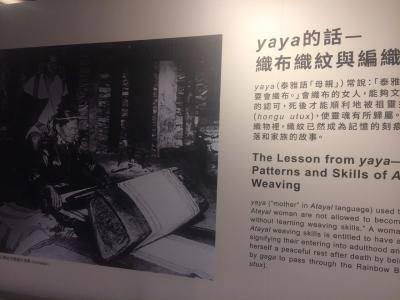 yaya的話—
織布織紋與編織
yaya(泰雅語「母親」)常說:「泰雅
要會織布。」會織布的女人,能夠文
的認可,死後才能順利地被祖靈
(hongu utux),使靈魂有所歸屬。
織物裡,織紋已然成為記憶的刻痕
落和家族的故事。
The Lesson from yaya—
Patterns and Skills of A
Weaving
yaya ("mother" in Atayal language) used t
Atayal woman are not allowed to become
without learning weaving skills." A woma
Atayal weaving skills is entitled to have
signifying their entering into adulthood an
herself a peaceful rest after death by bein
by gaga to pass through the Rainbow B
utux).